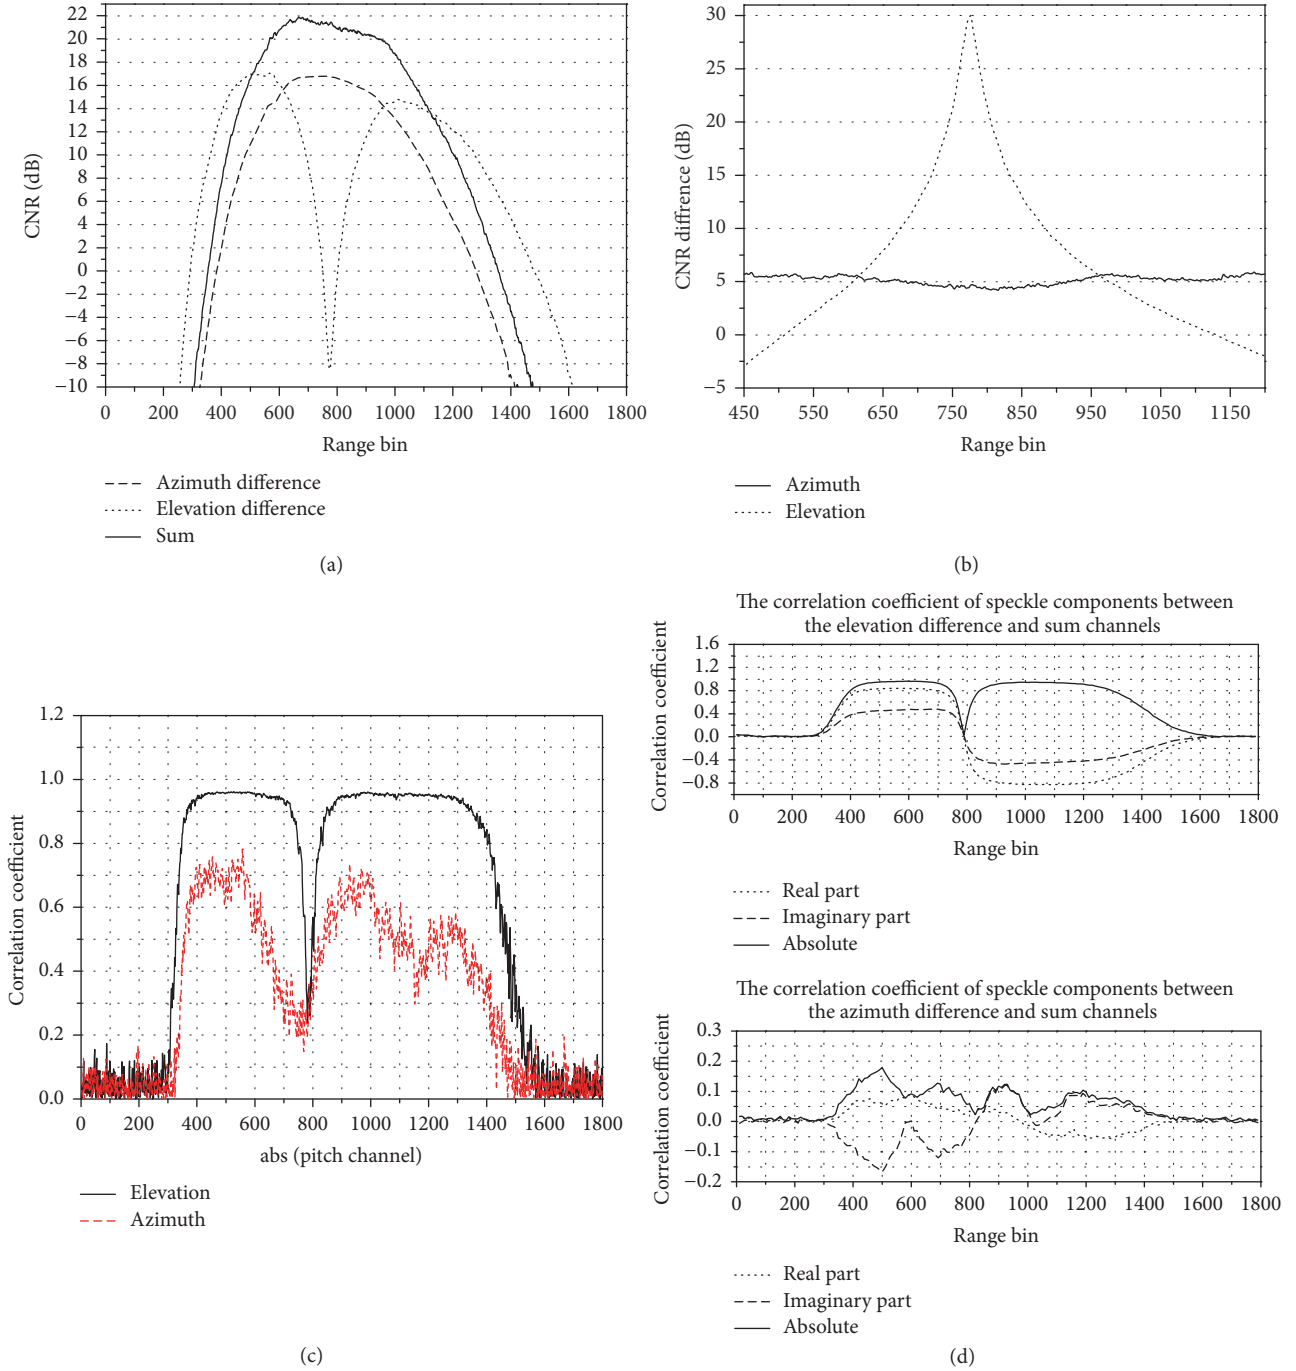 22
20
18
16
14
12
10
8
6
4
2
0
−2
−4
−6
−8
−10
CNR (dB)
0 200 400 600 800 1000 1200 1400 1600 1800
Range bin
Azimuth difference
Elevation difference
Sum
(a)
30
25
20
15
10
5
0
−5
CNR diffrence (dB)
450 550 650 750 850 950 1050 1150
Range bin
Azimuth
Elevation
(b)
1.2
1.0
0.8
0.6
0.4
0.2
0.0
Correlation coefficient
0 200 400 600 800 1000 1200 1400 1600 1800
abs (pitch channel)
Elevation
Azimuth
(c)
The correlation coefficient of speckle components between
the elevation difference and sum channels
1.6
1.2
0.8
0.4
0.0
−0.4
−0.8
Correlation coefficient
0 200 400 600 800 1000 1200 1400 1600 1800
Range bin
Real part
Imaginary part
Absolute
The correlation coefficient of speckle components between
the azimuth difference and sum channels
0.3
0.2
0.1
0.0
−0.1
−0.2
Correlation coefficient
0 200 400 600 800 1000 1200 1400 1600 1800
Range bin
Real part
Imaginary part
Absolute
(d)